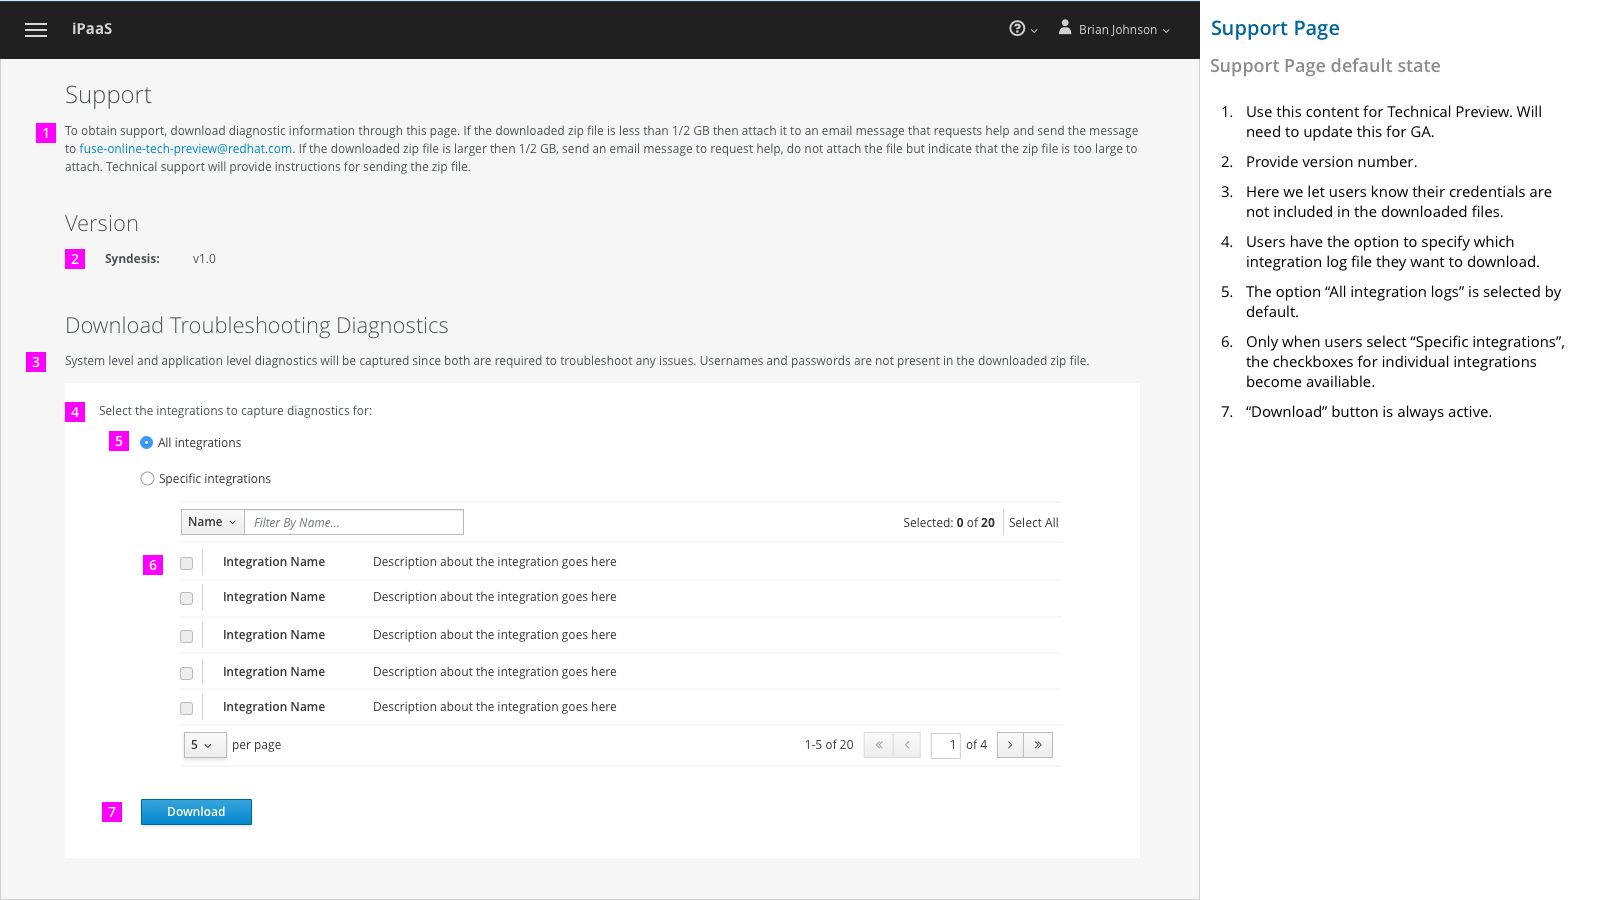 iPaaS
Brian Johnson
Support
1
To obtain support, download diagnostic information through this page. If the downloaded zip file is less than 1/2 GB then attach it to an email message that requests help and send the message
to fuse-online-tech-preview@redhat.com. If the downloaded zip file is larger then 1/2 GB, send an email message to request help, do not attach the file but indicate that the zip file is too large to
attach. Technical support will provide instructions for sending the zip file.
Version
2 Syndesis: v1.0
Download Troubleshooting Diagnostics
3 System level and application level diagnostics will be captured since both are required to troubleshoot any issues. Usernames and passwords are not present in the downloaded zip file.
4 Select the integrations to capture diagnostics for:
5 All integrations
Specific integrations
Name Filter By Name... Selected: 0 of 20 Select All
6 Integration Name Description about the integration goes here
Integration Name Description about the integration goes here
Integration Name Description about the integration goes here
Integration Name Description about the integration goes here
Integration Name Description about the integration goes here
5 per page 1-5 of 20 « ‹ 1 of 4 › »
7 Download
Support Page
Support Page default state
1. Use this content for Technical Preview. Will
need to update this for GA.
2. Provide version number.
3. Here we let users know their credentials are
not included in the downloaded files.
4. Users have the option to specify which
integration log file they want to download.
5. The option “All integration logs” is selected by
default.
6. Only when users select “Specific integrations”,
the checkboxes for individual integrations
become availiable.
7. “Download” button is always active.